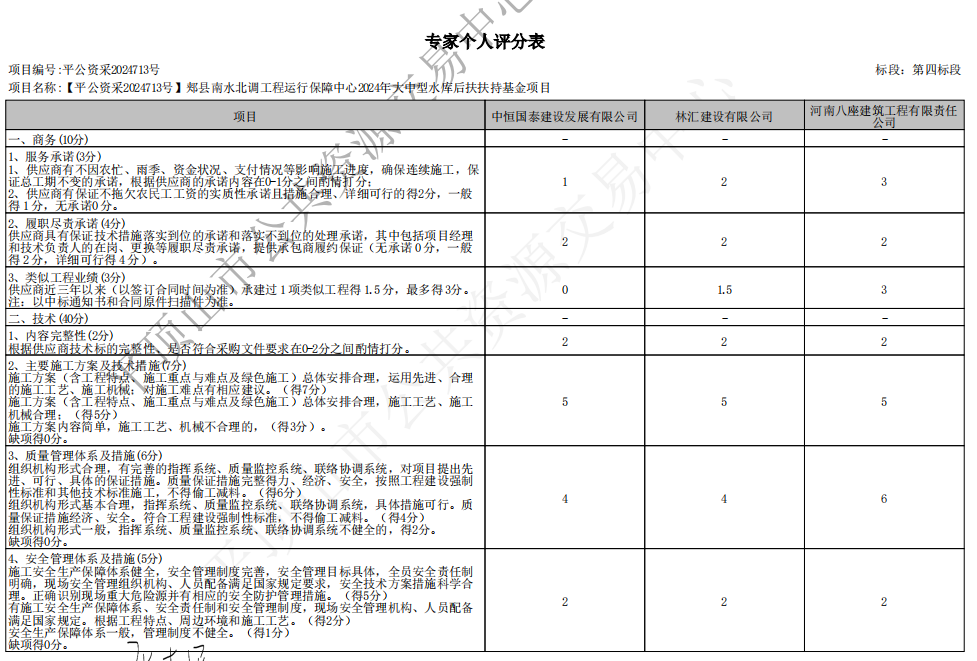 专家个人评分表
项目编号:平公资采2024713号
标段：第四标段
项目名称:【平公资采2024713号】郏县南水北调工程运行保障中心2024年大中型水库后扶扶持基金项目
项目 中恒国泰建设发展有限公司 林汇建设有限公司 河南八座建筑工程有限责任
公司
一、商务(10分) - - -
1、服务承诺(3分)
1、供应商有不因农忙、雨季、资金状况、支付情况等影响施工进度，确保连续施工，保
证总工期不变的承诺，根据供应商的承诺内容在0-1分之间酌情打分；
2、供应商有保证不拖欠农民工工资的实质性承诺且措施合理、详细可行的得2分，一般
得1分，无承诺0分。
1 2 3
2、履职尽责承诺(4分)
供应商具有保证技术措施落实到位的承诺和落实不到位的处理承诺，其中包括项目经理
和技术负责人的在岗、更换等履职尽责承诺，提供承包商履约保证（无承诺0分，一般
得2分，详细可行得4分）。
2 2 2
3、类似工程业绩(3分)
供应商近三年以来（以签订合同时间为准）承建过1项类似工程得1.5分，最多得3分。
注：以中标通知书和合同原件扫描件为准。
0 1.5 3
二、技术(40分) - - -
1、内容完整性(2分)
根据供应商技术标的完整性、是否符合采购文件要求在0-2分之间酌情打分。
2 2 2
2、主要施工方案及技术措施(7分)
施工方案（含工程特点、施工重点与难点及绿色施工）总体安排合理，运用先进、合理
的施工工艺、施工机械；对施工难点有相应建议。（得7分）
施工方案（含工程特点、施工重点与难点及绿色施工）总体安排合理，施工工艺、施工
机械合理；（得5分）
施工方案内容简单，施工工艺、机械不合理的，（得3分）。
缺项得0分。
5 5 5
3、质量管理体系及措施(6分)
组织机构形式合理，有完善的指挥系统、质量监控系统、联络协调系统，对项目提出先
进、可行、具体的保证措施。质量保证措施完整得力、经济、安全，按照工程建设强制
性标准和其他技术标准施工，不得偷工减料。（得6分）
组织机构形式基本合理，指挥系统、质量监控系统、联络协调系统，具体措施可行。质
量保证措施经济、安全。符合工程建设强制性标准，不得偷工减料。（得4分）
组织机构形式一般，指挥系统、质量监控系统、联络协调系统不健全的，得2分。
缺项得0分。
4 4 6
4、安全管理体系及措施(5分)
施工安全生产保障体系健全，安全管理制度完善，安全管理目标具体，全员安全责任制
明确，现场安全管理组织机构、人员配备满足国家规定要求，安全技术方案措施科学合
理。正确识别现场重大危险源并有相应的安全防护管理措施。（得5分）
有施工安全生产保障体系、安全责任制和安全管理制度，现场安全管理机构、人员配备
满足国家规定。根据工程特点、周边环境和施工工艺。（得2分）
安全生产保障体系一般，管理制度不健全。（得1分）
缺项得0分。
2 2 2
平顶山市公共资源交易中心
平顶山市公共资源交易中心